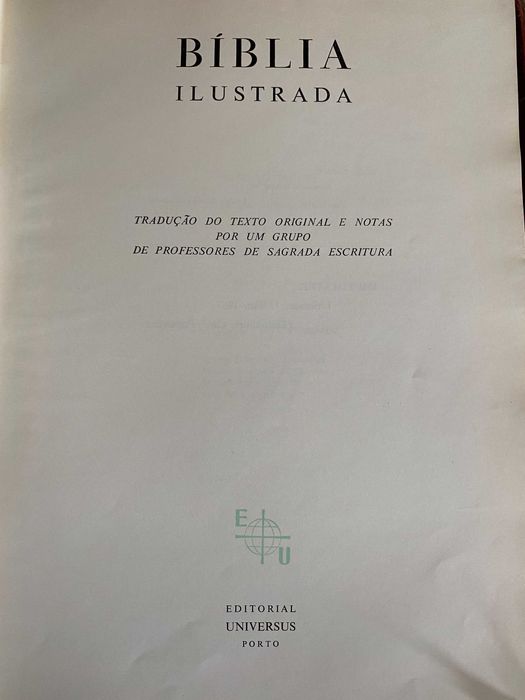 BÍBLIA
ILUSTRADA
TRADUÇÃO DO TEXTO ORIGINAL E NOTAS
POR UM GRUPO
DE PROFESSORES DE SAGRADA ESCRITURA
E
U
EDITORIAL
UNIVERSUS
PORTO